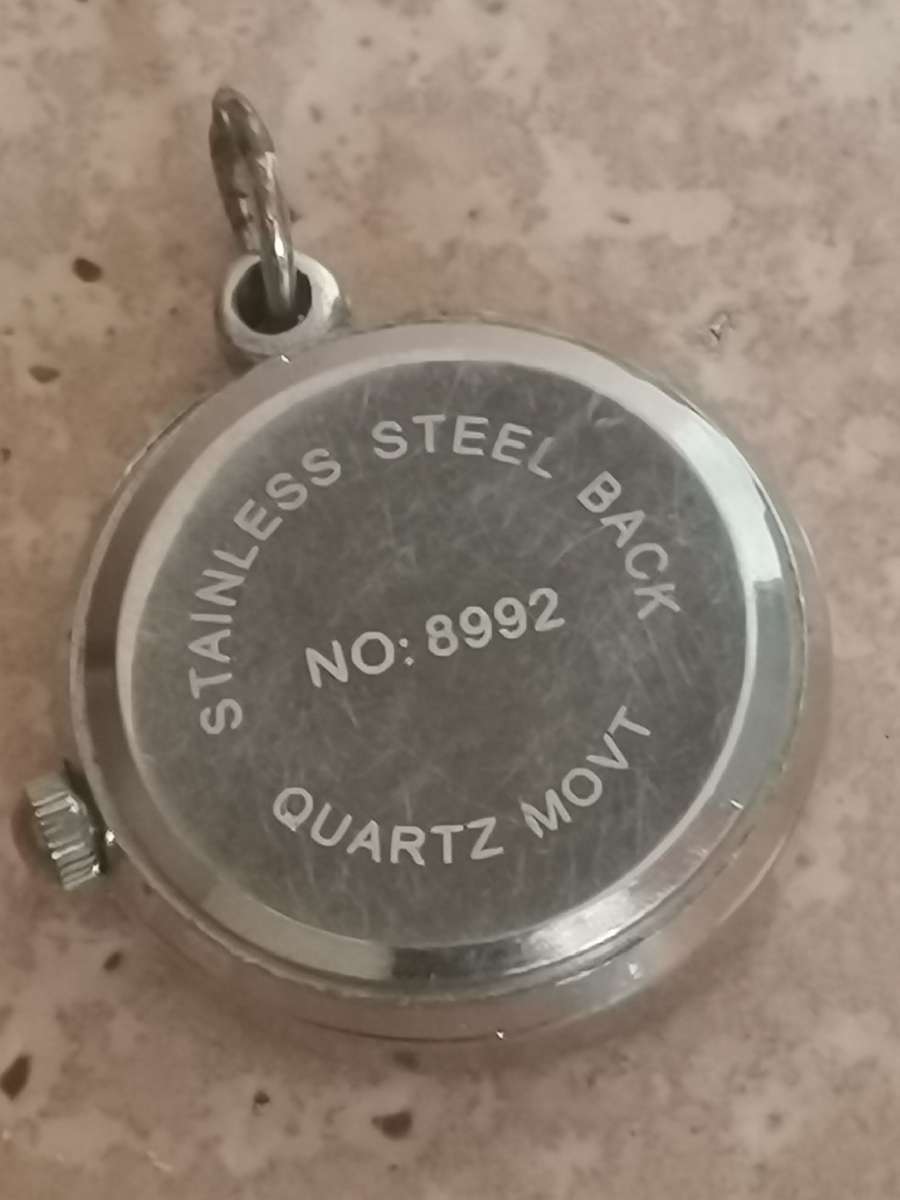 STAINLESS STEEL BACK
NO: 8992
QUARTZ MOVT